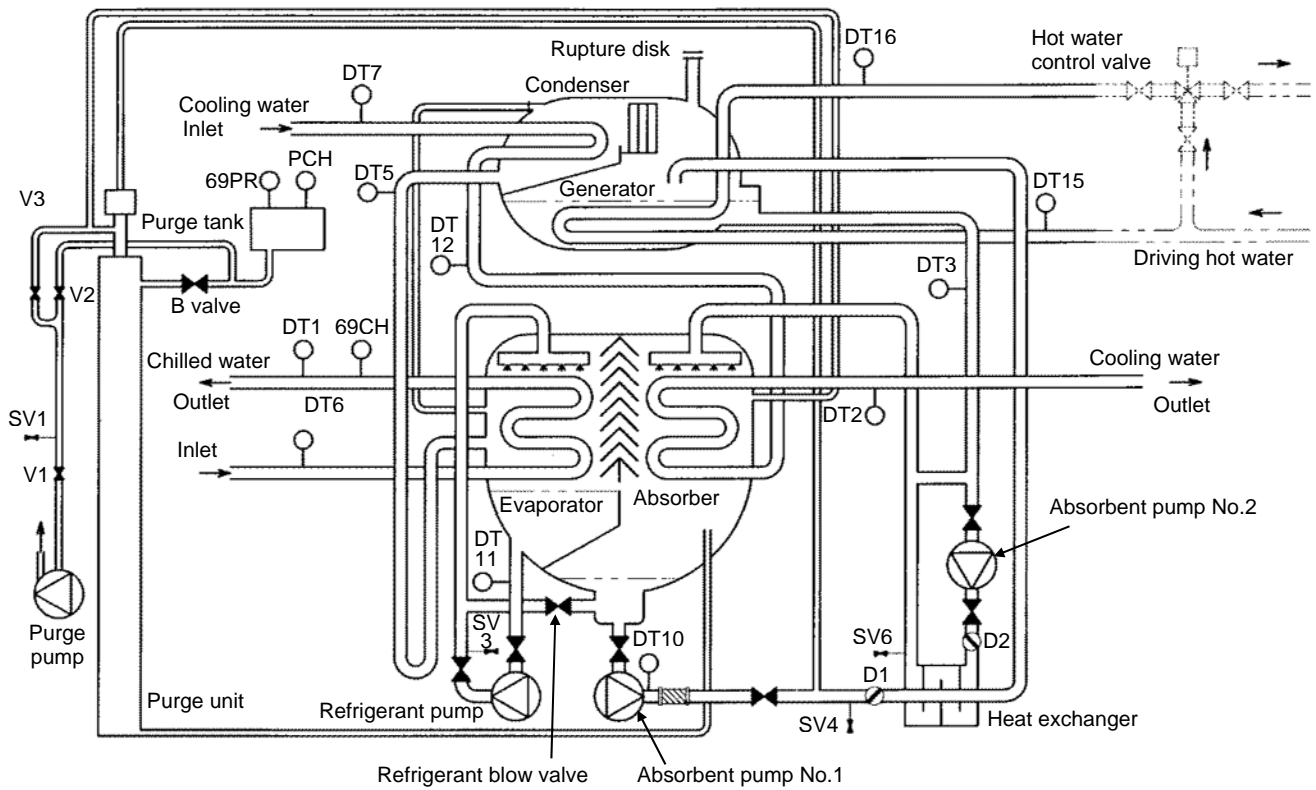 DT16
Hot water
control valve
Rupture disk
Condenser
DT7
Cooling water
Inlet
PCH
69PR
DT5
V3
Purge tank
Generator
DT15
DT
12
DT3
Driving hot water
V2
B valve
DT1
69CH
Chilled water
Outlet
DT6
Cooling water
Outlet
DT2
SV1
Inlet
V1
Evaporator
Absorber
Absorbent pump No.2
DT
11
Purge
pump
SV
3
DT10
SV6
D2
D1
Purge unit
Refrigerant pump
SV4
Heat exchanger
Refrigerant blow valve
Absorbent pump No.1